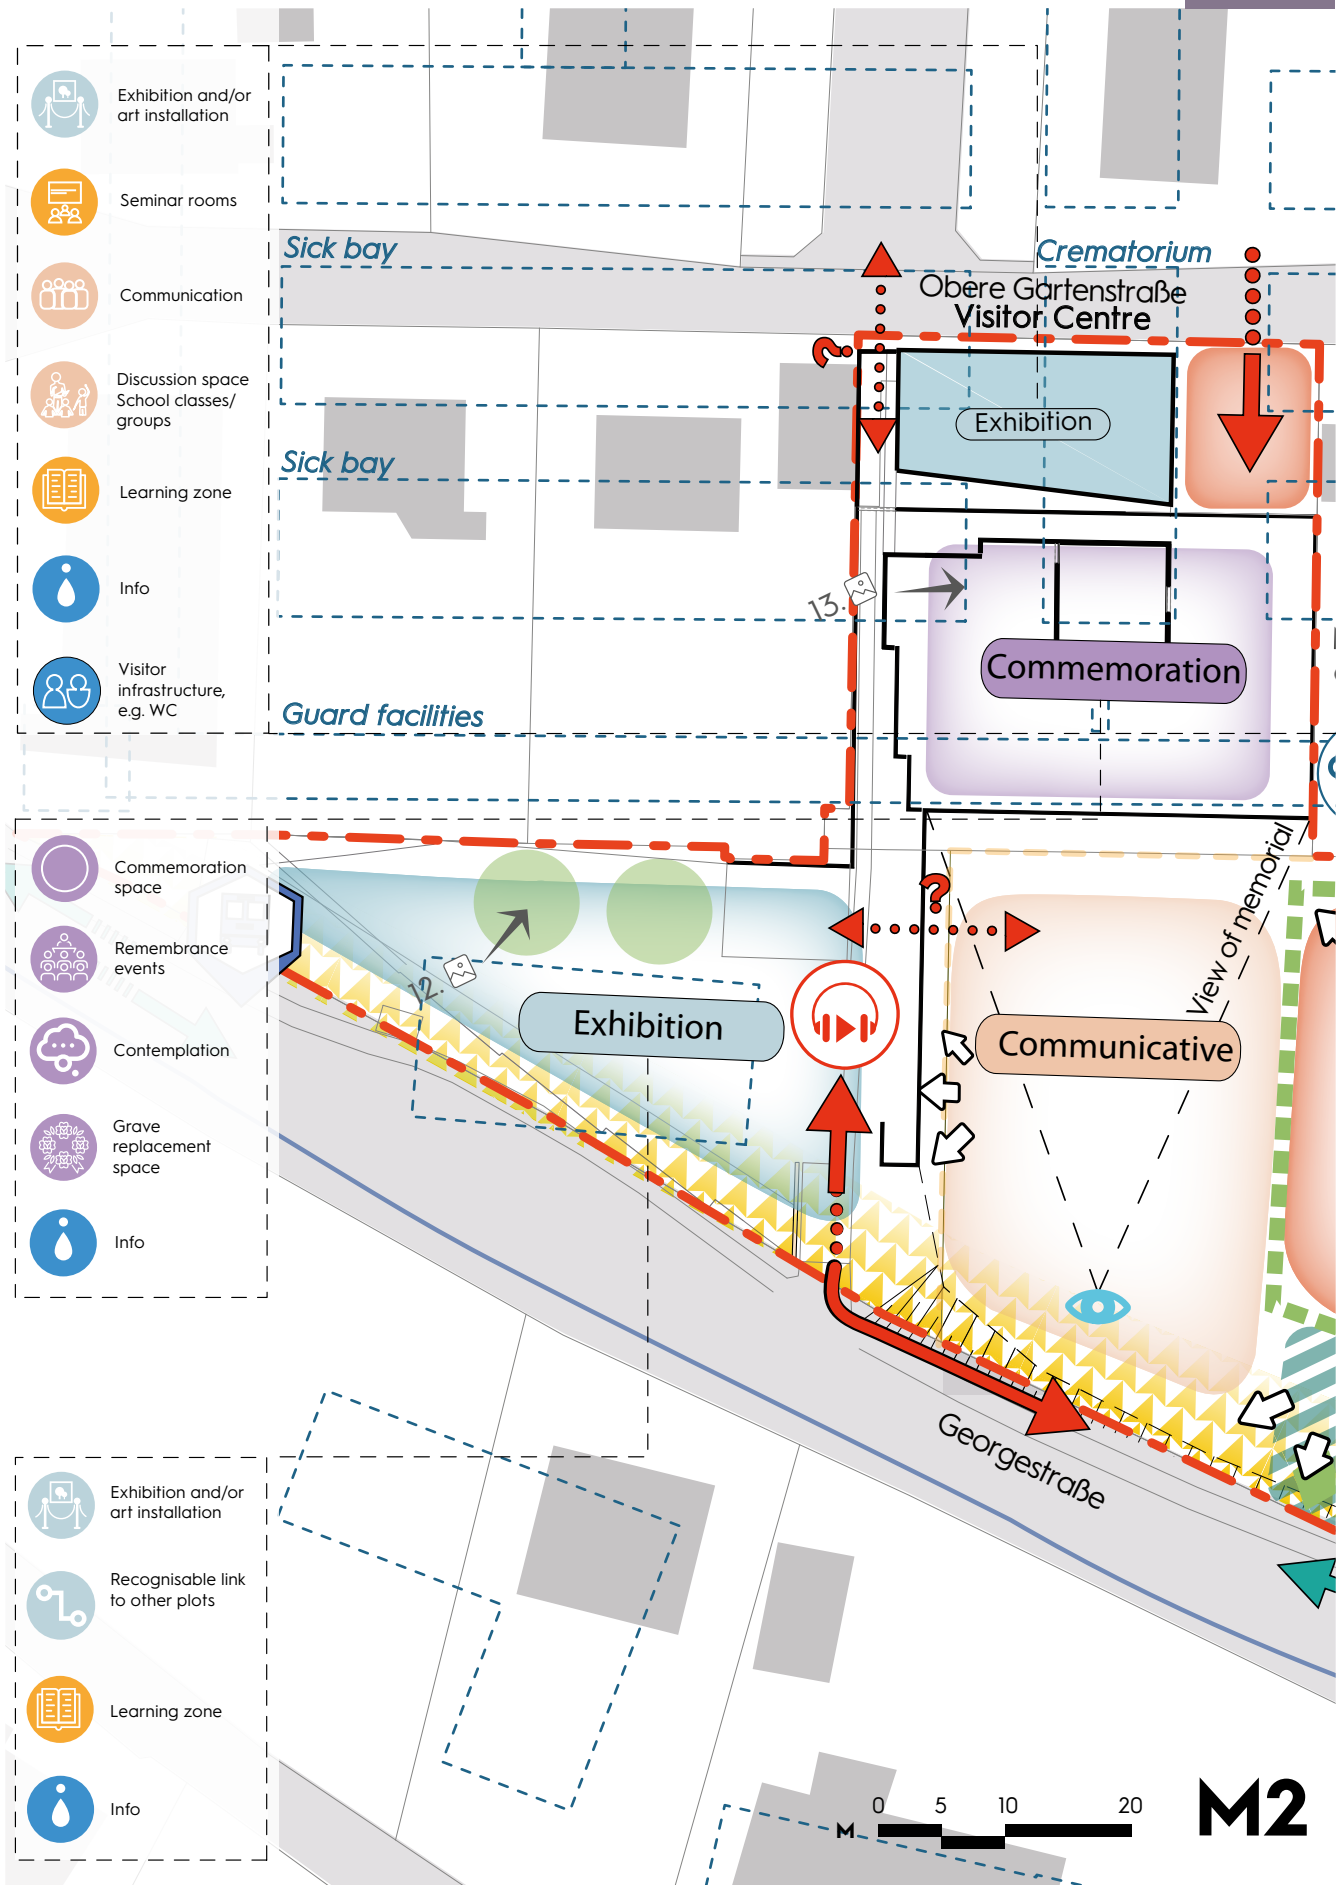 Exhibition and/or
art installation
Seminar rooms
Communication
Discussion space
School classes/
groups
Learning zone
Info
Visitor
infrastructure,
e.g. WC
Sick bay
Crematorium
Obere Gartenstraße
Visitor Centre
?
Exhibition
Sick bay
13.
Commemoration
Guard facilities
Commemoration
space
Remembrance
events
Contemplation
Grave
replacement
space
Info
?
View of memorial
12.
Exhibition
Communicative
Georgestraße
Exhibition and/or
art installation
Recognisable link
to other plots
Learning zone
Info
M 0 5 10 20
M2